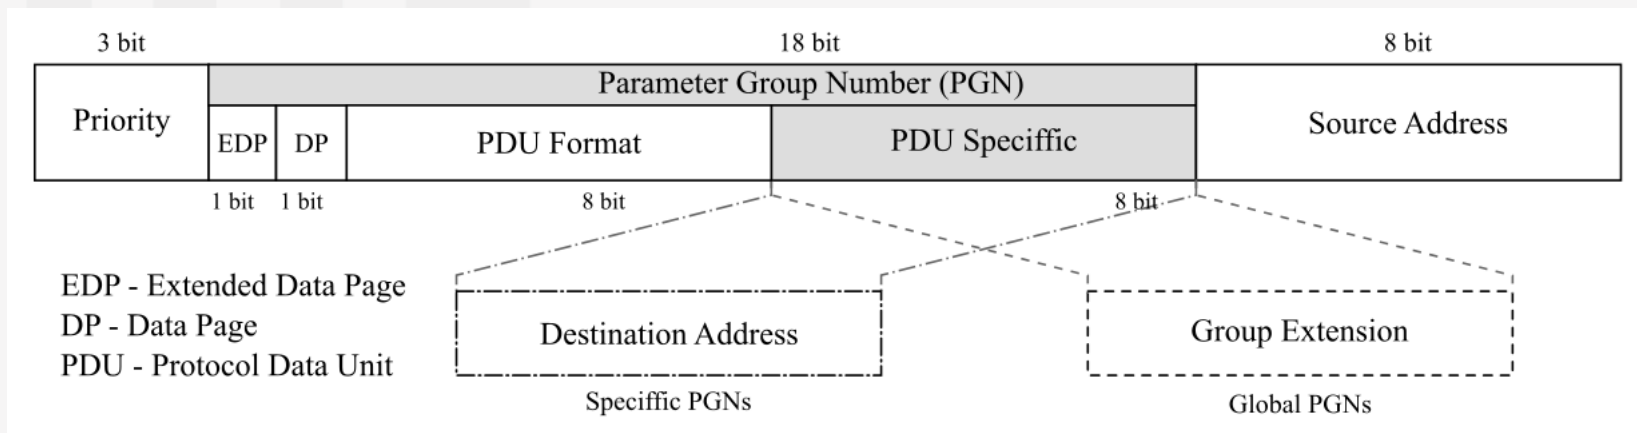 3 bit
18 bit
8 bit
Priority
Parameter Group Number (PGN)
EDP
DP
PDU Format
PDU Speciffic
Source Address
1 bit
1 bit
8 bit
8 bit
EDP - Extended Data Page
DP - Data Page
PDU - Protocol Data Unit
Destination Address
Speciffic PGNs
Group Extension
Global PGNs